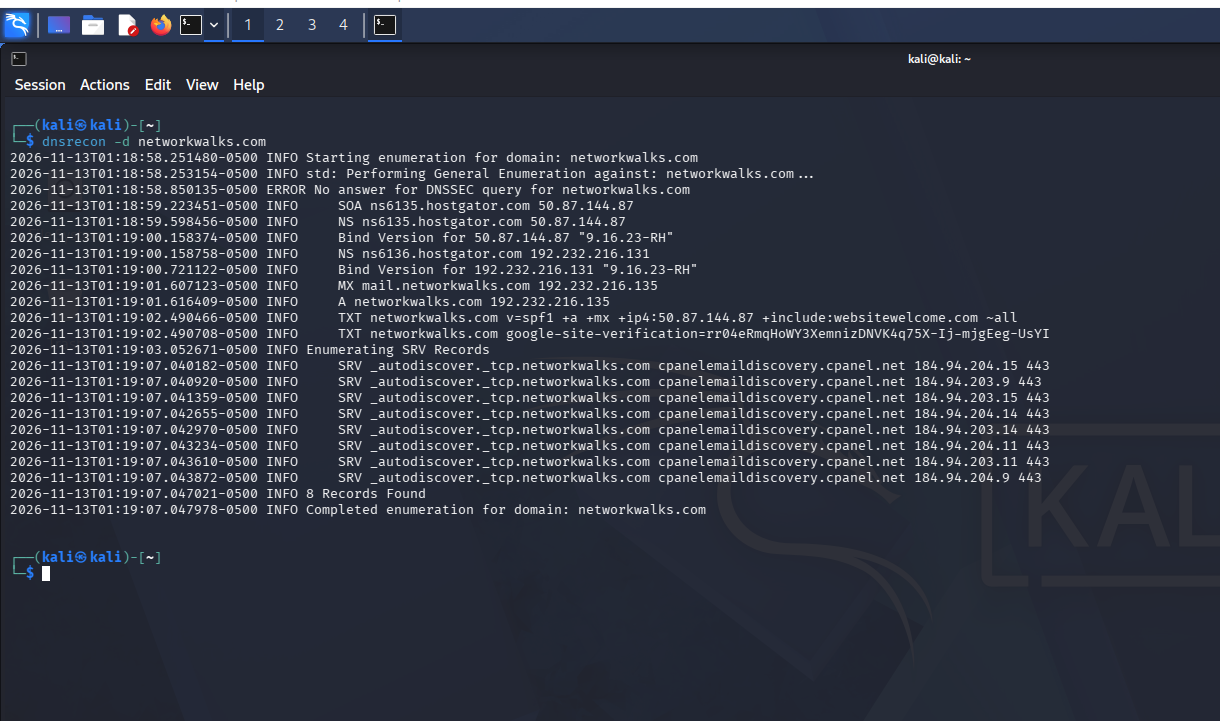 1 2 3 4
kali@kali: ~
Session Actions Edit View Help
┌──(kali㉿kali)-[~]
└─$ dnsrecon -d networkwalks.com
2026-11-13T01:18:58.251480-0500 INFO Starting enumeration for domain: networkwalks.com
2026-11-13T01:18:58.253154-0500 INFO std: Performing General Enumeration against: networkwalks.com...
2026-11-13T01:18:58.850135-0500 ERROR No answer for DNSSEC query for networkwalks.com
2026-11-13T01:18:59.223451-0500 INFO     SOA ns6135.hostgator.com 50.87.144.87
2026-11-13T01:18:59.598456-0500 INFO     NS ns6135.hostgator.com 50.87.144.87
2026-11-13T01:19:00.158374-0500 INFO     Bind Version for 50.87.144.87 "9.16.23-RH"
2026-11-13T01:19:00.158758-0500 INFO     NS ns6136.hostgator.com 192.232.216.131
2026-11-13T01:19:00.721122-0500 INFO     Bind Version for 192.232.216.131 "9.16.23-RH"
2026-11-13T01:19:01.607123-0500 INFO     MX mail.networkwalks.com 192.232.216.135
2026-11-13T01:19:01.616409-0500 INFO     A networkwalks.com 192.232.216.135
2026-11-13T01:19:02.490466-0500 INFO     TXT networkwalks.com v=spf1 +a +mx +ip4:50.87.144.87 +include:websitewelcome.com ~all
2026-11-13T01:19:02.490708-0500 INFO     TXT networkwalks.com google-site-verification=rr04eRmqHoWY3XemnizDNVK4q75X-Ij-mjgEeg-UsYI
2026-11-13T01:19:03.052671-0500 INFO Enumerating SRV Records
2026-11-13T01:19:07.040182-0500 INFO     SRV _autodiscover._tcp.networkwalks.com cpanelemaildiscovery.cpanel.net 184.94.204.15 443
2026-11-13T01:19:07.040920-0500 INFO     SRV _autodiscover._tcp.networkwalks.com cpanelemaildiscovery.cpanel.net 184.94.203.9 443
2026-11-13T01:19:07.041359-0500 INFO     SRV _autodiscover._tcp.networkwalks.com cpanelemaildiscovery.cpanel.net 184.94.203.15 443
2026-11-13T01:19:07.042655-0500 INFO     SRV _autodiscover._tcp.networkwalks.com cpanelemaildiscovery.cpanel.net 184.94.204.14 443
2026-11-13T01:19:07.042970-0500 INFO     SRV _autodiscover._tcp.networkwalks.com cpanelemaildiscovery.cpanel.net 184.94.203.14 443
2026-11-13T01:19:07.043234-0500 INFO     SRV _autodiscover._tcp.networkwalks.com cpanelemaildiscovery.cpanel.net 184.94.204.11 443
2026-11-13T01:19:07.043610-0500 INFO     SRV _autodiscover._tcp.networkwalks.com cpanelemaildiscovery.cpanel.net 184.94.203.11 443
2026-11-13T01:19:07.043872-0500 INFO     SRV _autodiscover._tcp.networkwalks.com cpanelemaildiscovery.cpanel.net 184.94.204.9 443
2026-11-13T01:19:07.047021-0500 INFO 8 Records Found
2026-11-13T01:19:07.047978-0500 INFO Completed enumeration for domain: networkwalks.com
┌──(kali㉿kali)-[~]
└─$
KAL